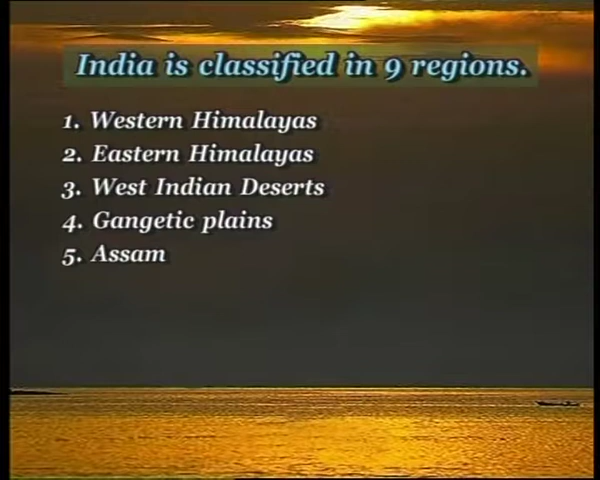 India is classified in 9 regions.
1. Western Himalayas
2. Eastern Himalayas
3. West Indian Deserts
4. Gangetic plains
5. Assam